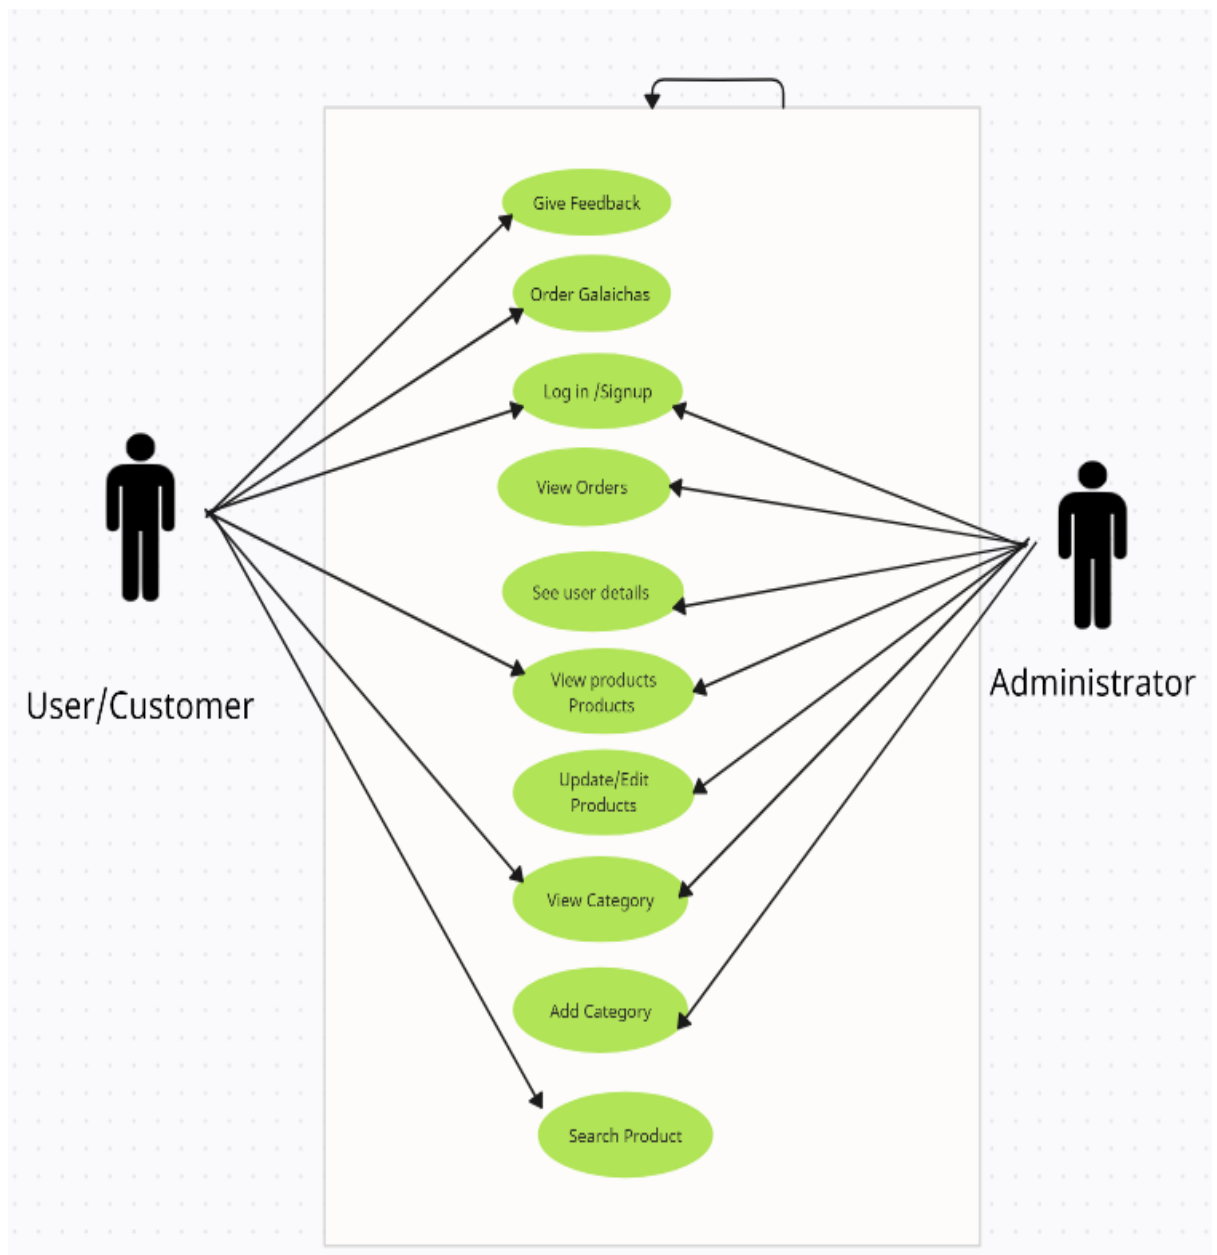 Give Feedback
Order Galaichas
Log in /Signup
View Orders
See user details
View products
Products
Update/Edit
Products
View Category
Add Category
Search Product
User/Customer
Administrator